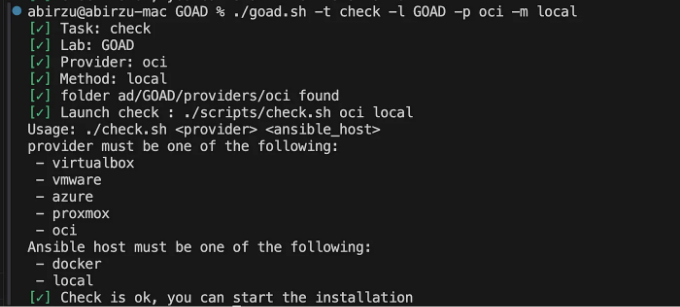 abirzu@abirzu-mac GOAD % ./goad.sh -t check -l GOAD -p oci -m local
[✓] Task: check
[✓] Lab: GOAD
[✓] Provider: oci
[✓] Method: local
[✓] folder ad/GOAD/providers/oci found
[✓] Launch check : ./scripts/check.sh oci local
Usage: ./check.sh <provider> <ansible_host>
provider must be one of the following:
- virtualbox
- vmware
- azure
- proxmox
- oci
Ansible host must be one of the following:
- docker
- local
[✓] Check is ok, you can start the installation